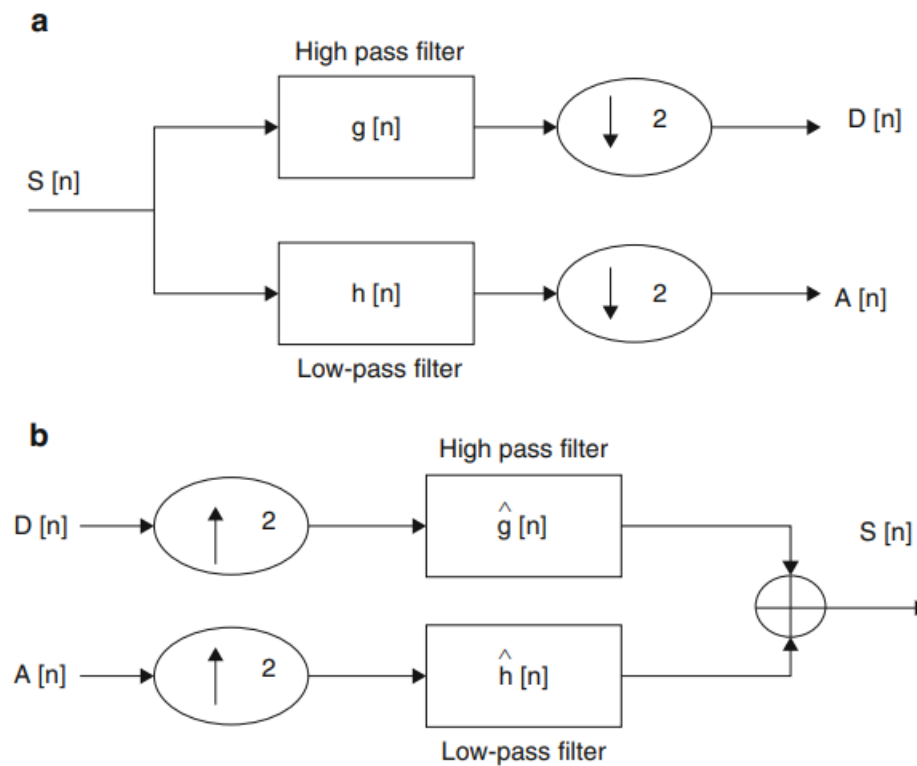 a
High pass filter
g [n]
↓ 2
D [n]
S [n]
h [n]
↓ 2
A [n]
Low-pass filter
b
High pass filter
D [n]
↑ 2
ĝ [n]
S [n]
A [n]
↑ 2
ĥ [n]
Low-pass filter